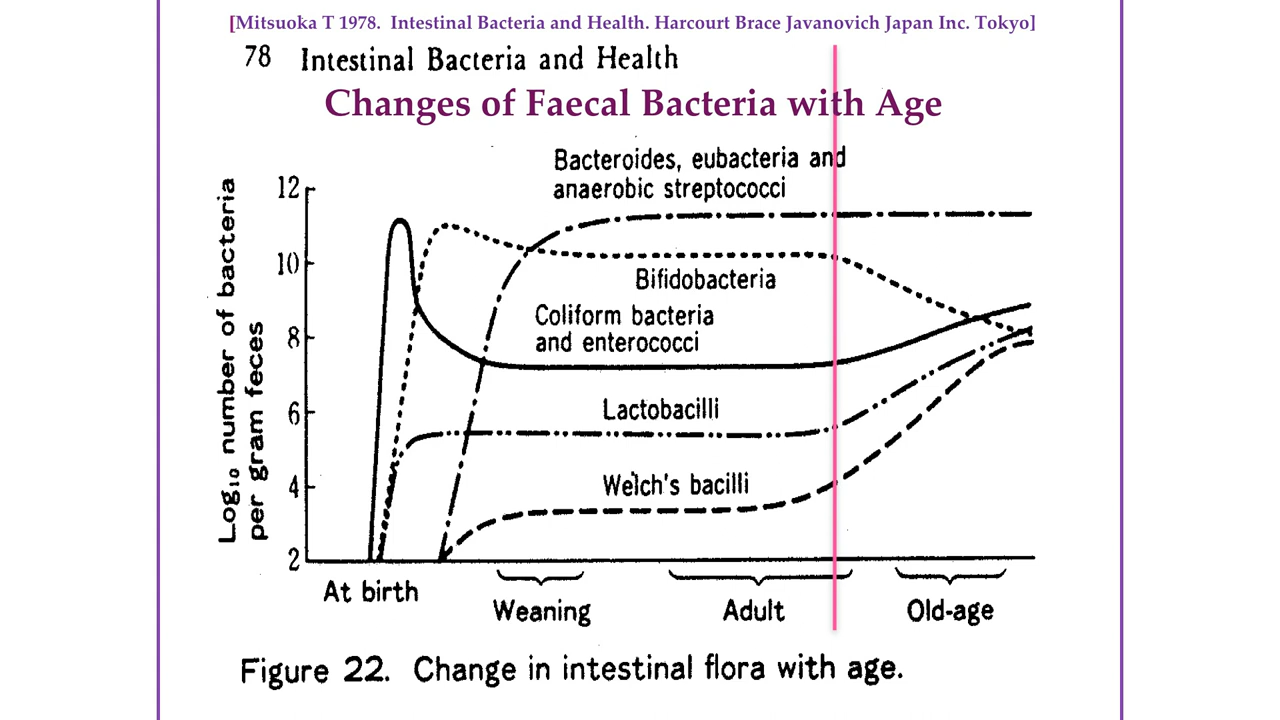 [Mitsuoka T 1978. Intestinal Bacteria and Health. Harcourt Brace Javanovich Japan Inc. Tokyo]
78 Intestinal Bacteria and Health
Changes of Faecal Bacteria with Age
Bacteroides, eubacteria and
anaerobic streptococci
Log₁₀ number of bacteria
per gram feces
12
10
8
6
4
2
Bifidobacteria
Coliform bacteria
and enterococci
Lactobacilli
Welch's bacilli
At birth
Weaning
Adult
Old-age
Figure 22. Change in intestinal flora with age.